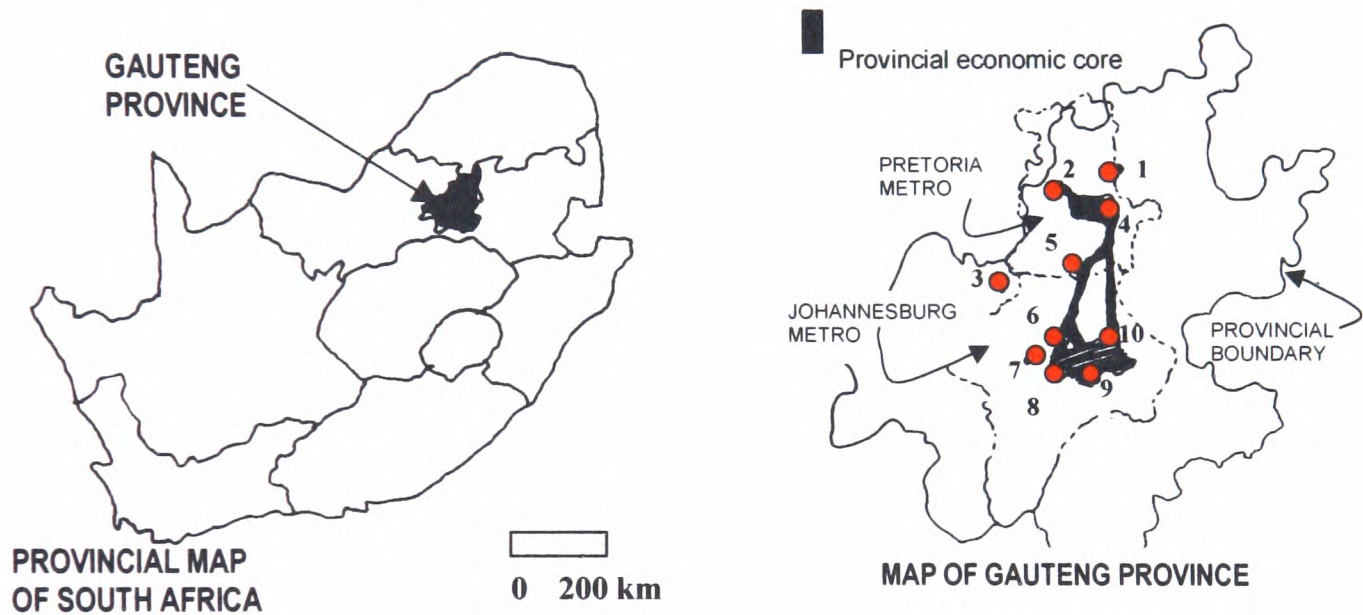 GAUTENG
PROVINCE
PROVINCIAL MAP
OF SOUTH AFRICA
0 200 km
Provincial economic core
PRETORIA
METRO
2
1
4
5
3
JOHANNESBURG
METRO
6
10
PROVINCIAL
BOUNDARY
7
9
8
MAP OF GAUTENG PROVINCE